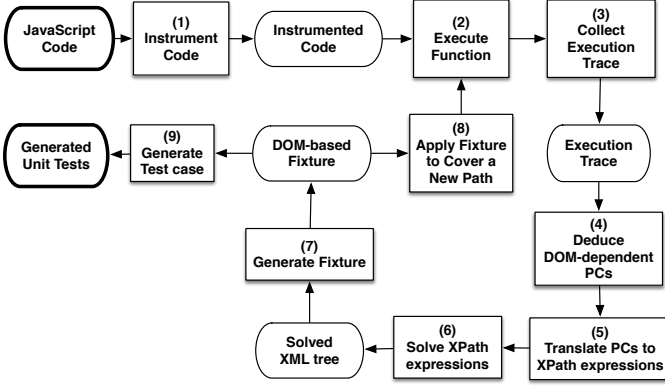 JavaScript
Code
(1)
Instrument
Code
Instrumented
Code
(2)
Execute
Function
(3)
Collect
Execution
Trace
Generated
Unit Tests
(9)
Generate
Test case
DOM-based
Fixture
(8)
Apply Fixture
to Cover a
New Path
Execution
Trace
(4)
Deduce
DOM-dependent
PCs
(7)
Generate Fixture
Solved
XML tree
(6)
Solve XPath
expressions
(5)
Translate PCs to
XPath expressions